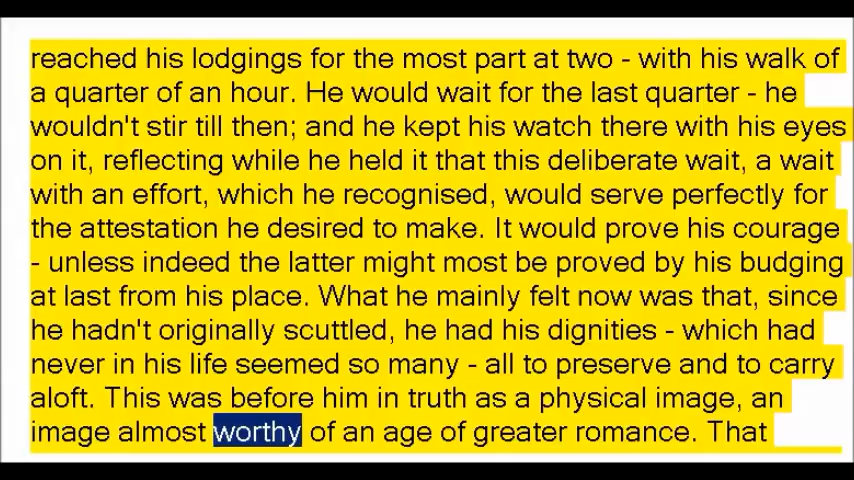 reached his lodgings for the most part at two - with his walk of
a quarter of an hour. He would wait for the last quarter - he
wouldn't stir till then; and he kept his watch there with his eyes
on it, reflecting while he held it that this deliberate wait, a wait
with an effort, which he recognised, would serve perfectly for
the attestation he desired to make. It would prove his courage
- unless indeed the latter might most be proved by his budging
at last from his place. What he mainly felt now was that, since
he hadn't originally scuttled, he had his dignities - which had
never in his life seemed so many - all to preserve and to carry
aloft. This was before him in truth as a physical image, an
image almost worthy of an age of greater romance. That